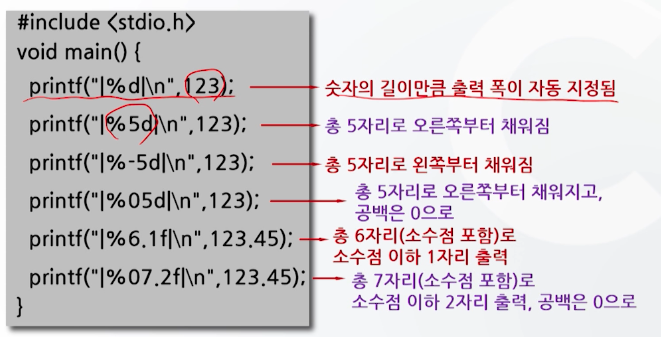 #include <stdio.h>
void main() {
printf("|%d|\n",123); 숫자의 길이만큼 출력 폭이 자동 지정됨
printf("|%5d|\n",123); 총 5자리로 오른쪽부터 채워짐
printf("|%-5d|\n",123); 총 5자리로 왼쪽부터 채워짐
printf("|%05d|\n",123); 총 5자리로 오른쪽부터 채워지고,
공백은 0으로
printf("|%6.1f|\n",123.45); 총 6자리(소수점 포함)로
소수점 이하 1자리 출력
printf("|%07.2f|\n",123.45); 총 7자리(소수점 포함)로
소수점 이하 2자리 출력, 공백은 0으로
}